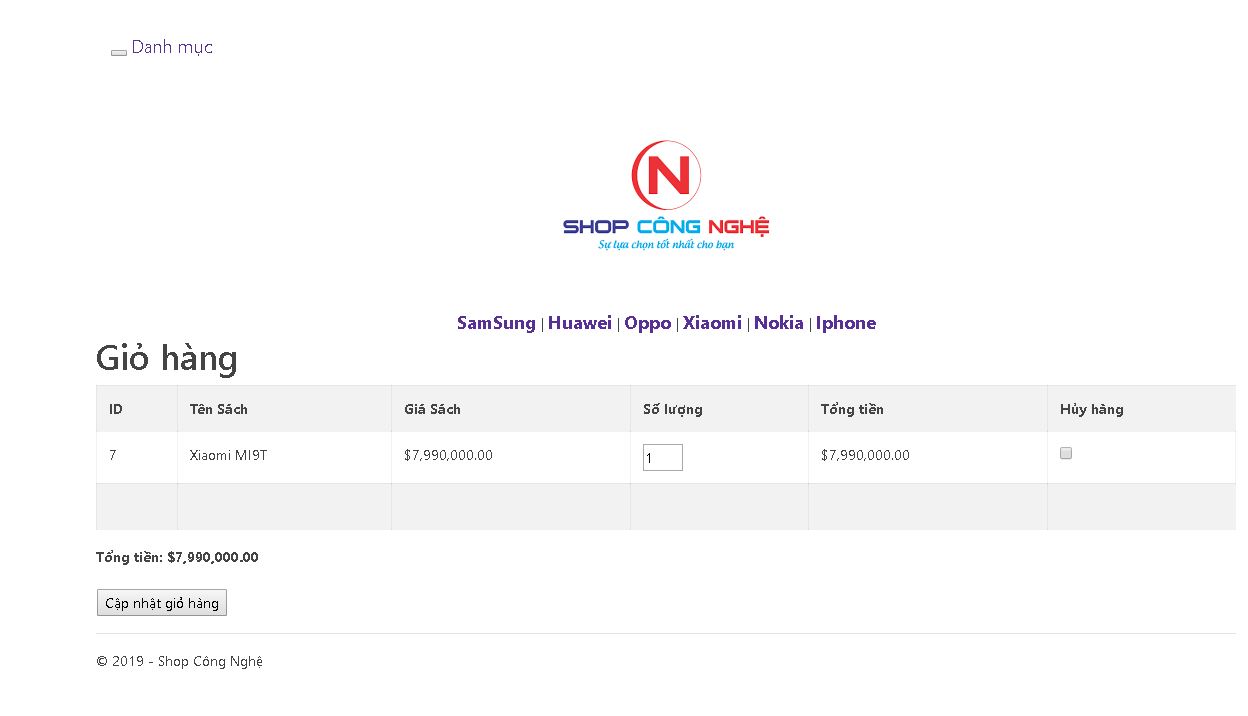 Danh mục
N
SHOP CÔNG NGHỆ
Sự lựa chọn tốt nhất cho bạn
SamSung | Huawei | Oppo | Xiaomi | Nokia | Iphone
Giỏ hàng
ID Tên Sách Giá Sách Số lượng Tổng tiền Hủy hàng
7 Xiaomi MI9T $7,990,000.00 1 $7,990,000.00
Tổng tiền: $7,990,000.00
Cập nhật giỏ hàng
© 2019 - Shop Công Nghệ